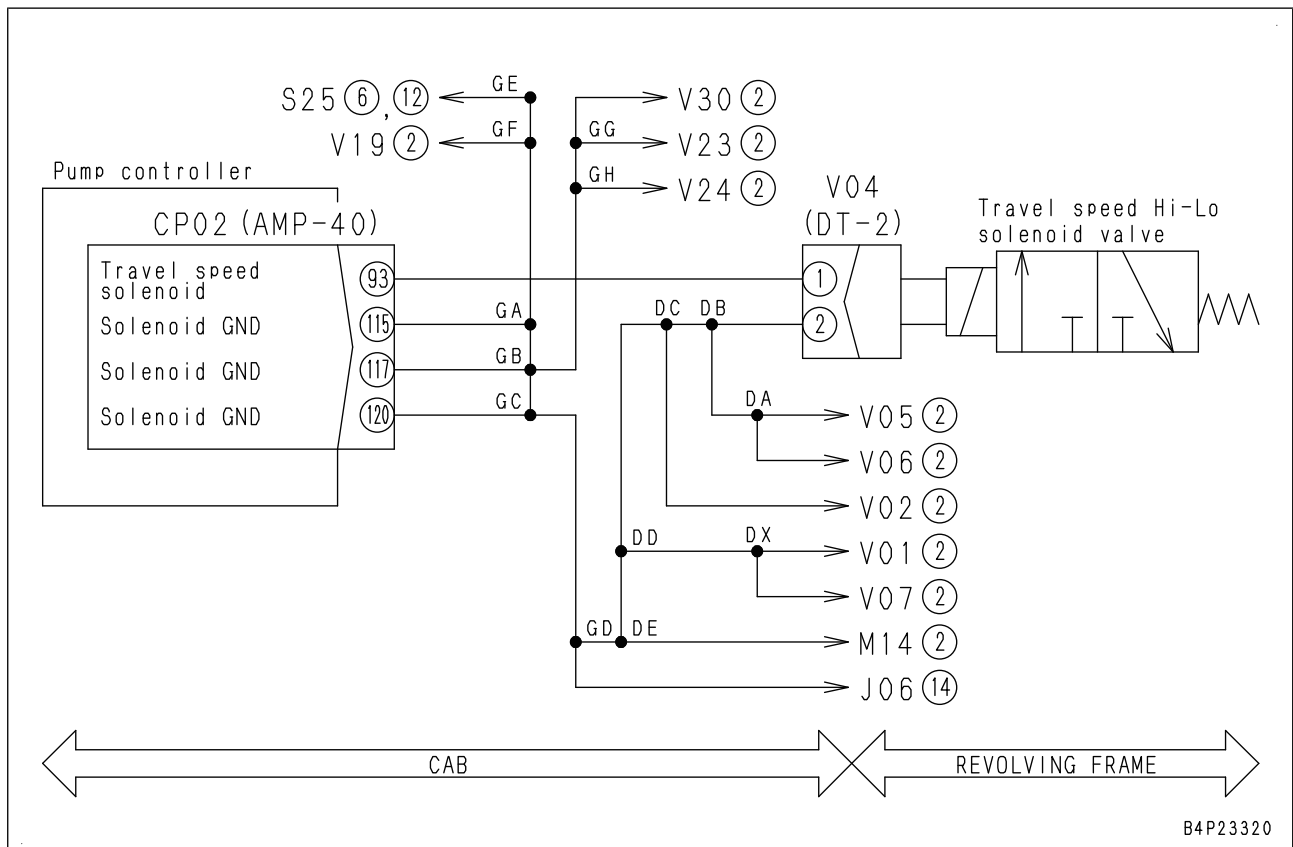 GE
S25 ⑥, ⑫
V30 ②
GF
V19 ②
GG
V23 ②
GH
V24 ②
Pump controller
CP02 (AMP-40)
V04
(DT-2)
Travel speed Hi-Lo
solenoid valve
Travel speed
solenoid
93
1
Solenoid GND
115
GA
DC
DB
2
Solenoid GND
117
GB
Solenoid GND
120
GC
DA
V05 ②
V06 ②
V02 ②
DD
DX
V01 ②
V07 ②
GD
DE
M14 ②
J06 ⑭
CAB
REVOLVING FRAME
B4P23320